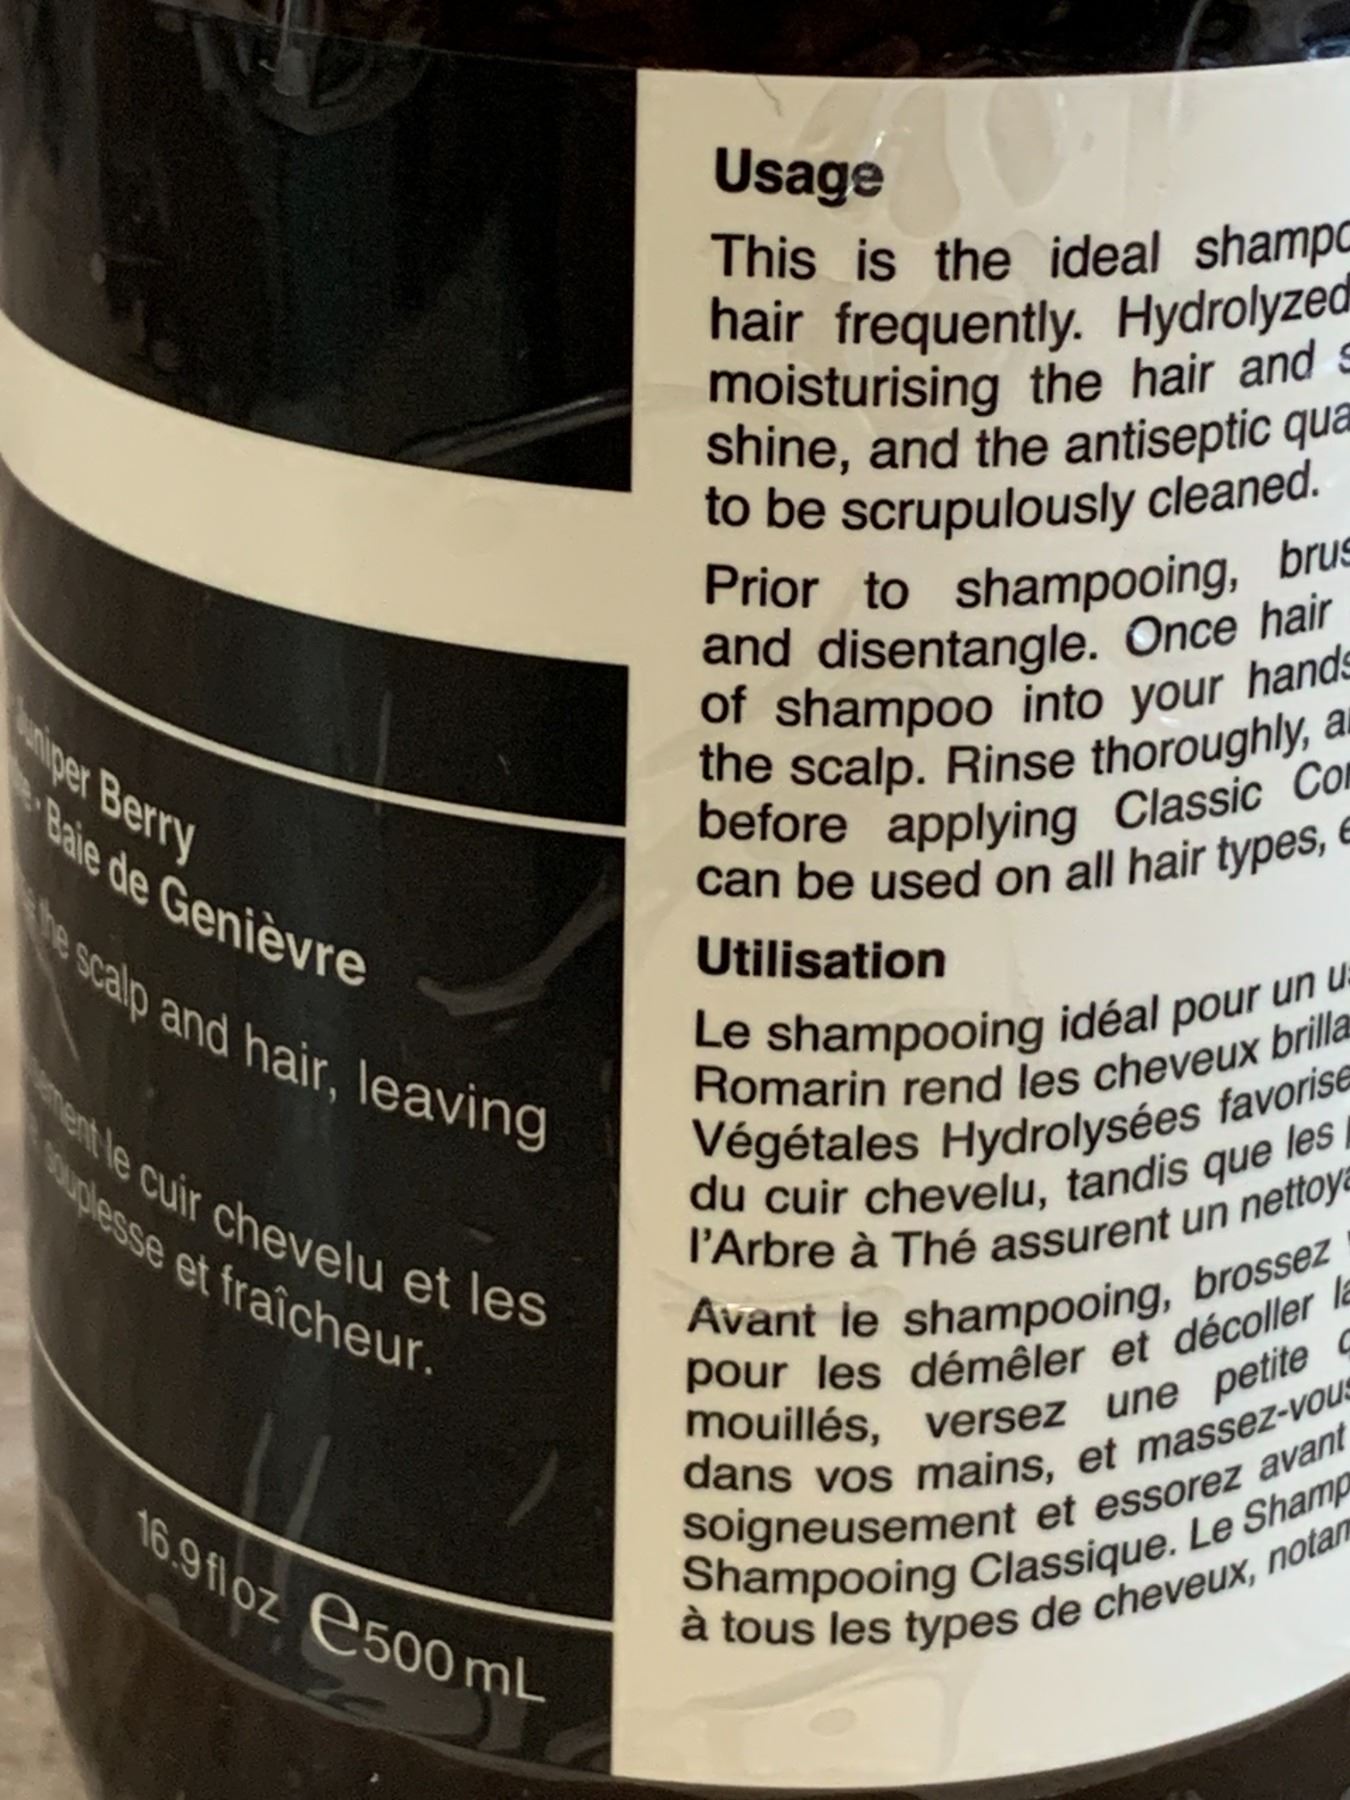 Juniper Berry
Baie de Genièvre
the scalp and hair, leaving
le cuir chevelu et les
souplesse et fraîcheur.
16.9 fl oz ℮500 mL
Usage
This is the ideal
hair frequently. Hydrolyzed
moisturising the hair and
shine, and the antiseptic
to be scrupulously cleaned.
Prior to shampooing,
and disentangle. Once hair
of shampoo into your hands
the scalp. Rinse thoroughly,
before applying Classic
can be used on all hair types,
Utilisation
Le shampooing idéal pour un
Romarin rend les cheveux
Végétales Hydrolysées favorise
du cuir chevelu, tandis que les
l'Arbre à Thé assurent un
Avant le shampooing, brossez
pour les démêler et décoller
mouillés, versez une petite
dans vos mains, et massez-vous
soigneusement et essorez avant
Shampooing Classique. Le
à tous les types de cheveux,